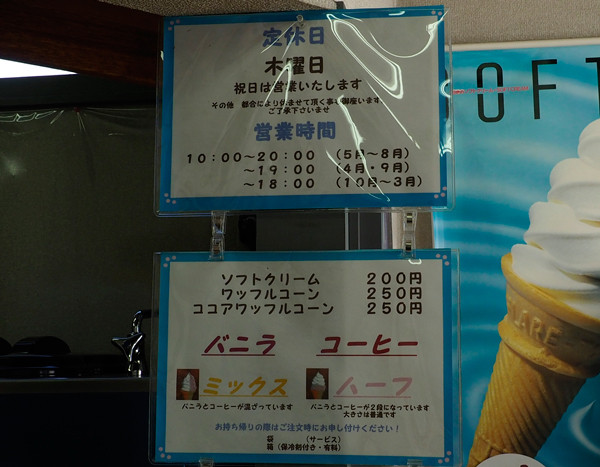 定休日
木曜日
祝日は営業いたします
その他 都合により休ませて頂く事も御座います
ご了承下さいませ
営業時間
10:00～20:00 (5月～8月)
～19:00 (4月・9月)
～18:00 (10月～3月)
ソフトクリーム 200円
ワッフルコーン 250円
ココアワッフルコーン 250円
バニラ コーヒー
ミックス ハーフ
バニラとコーヒーが混ざっています バニラとコーヒーが2段になっています
大きさは普通です
お持ち帰りの際はご注文時にお申し付けください!
袋 (サービス)
箱 (保冷剤付き・有料)
OFT
LARE